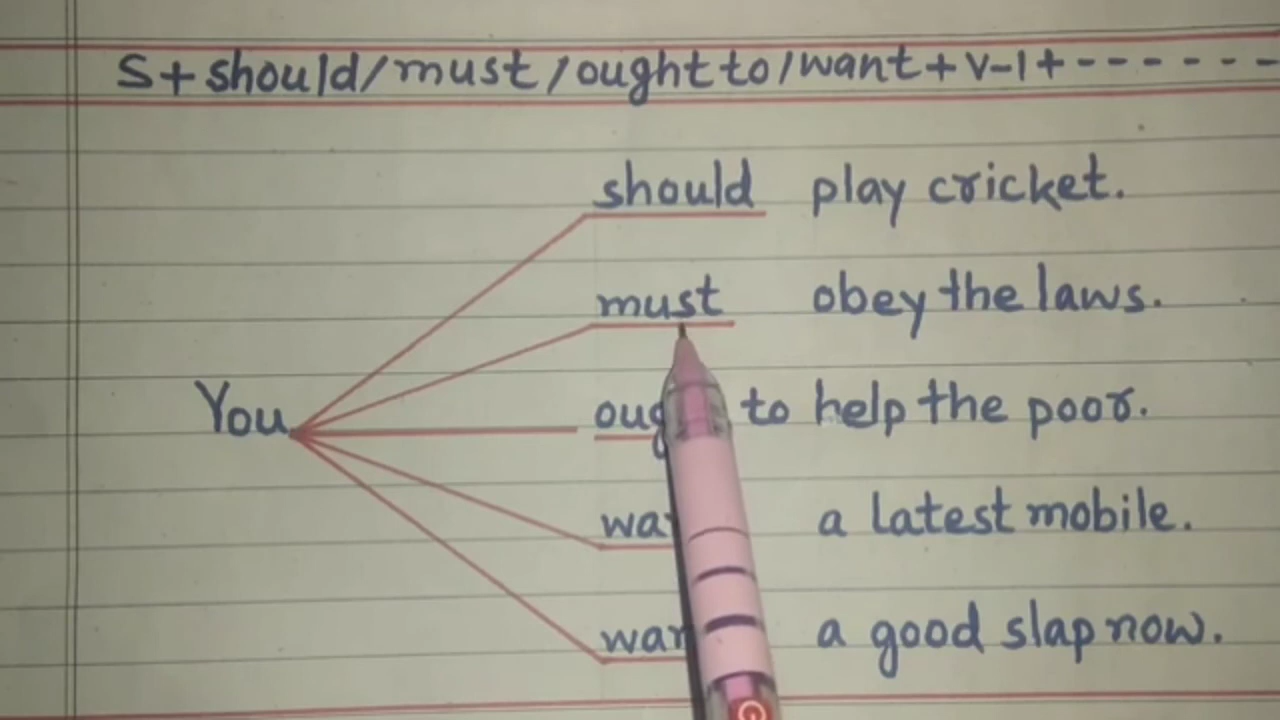 S+should/must/ought to/want+V-1+------
should play cricket.
must obey the laws.
You to help the poor.
a latest mobile.
a good slap now.